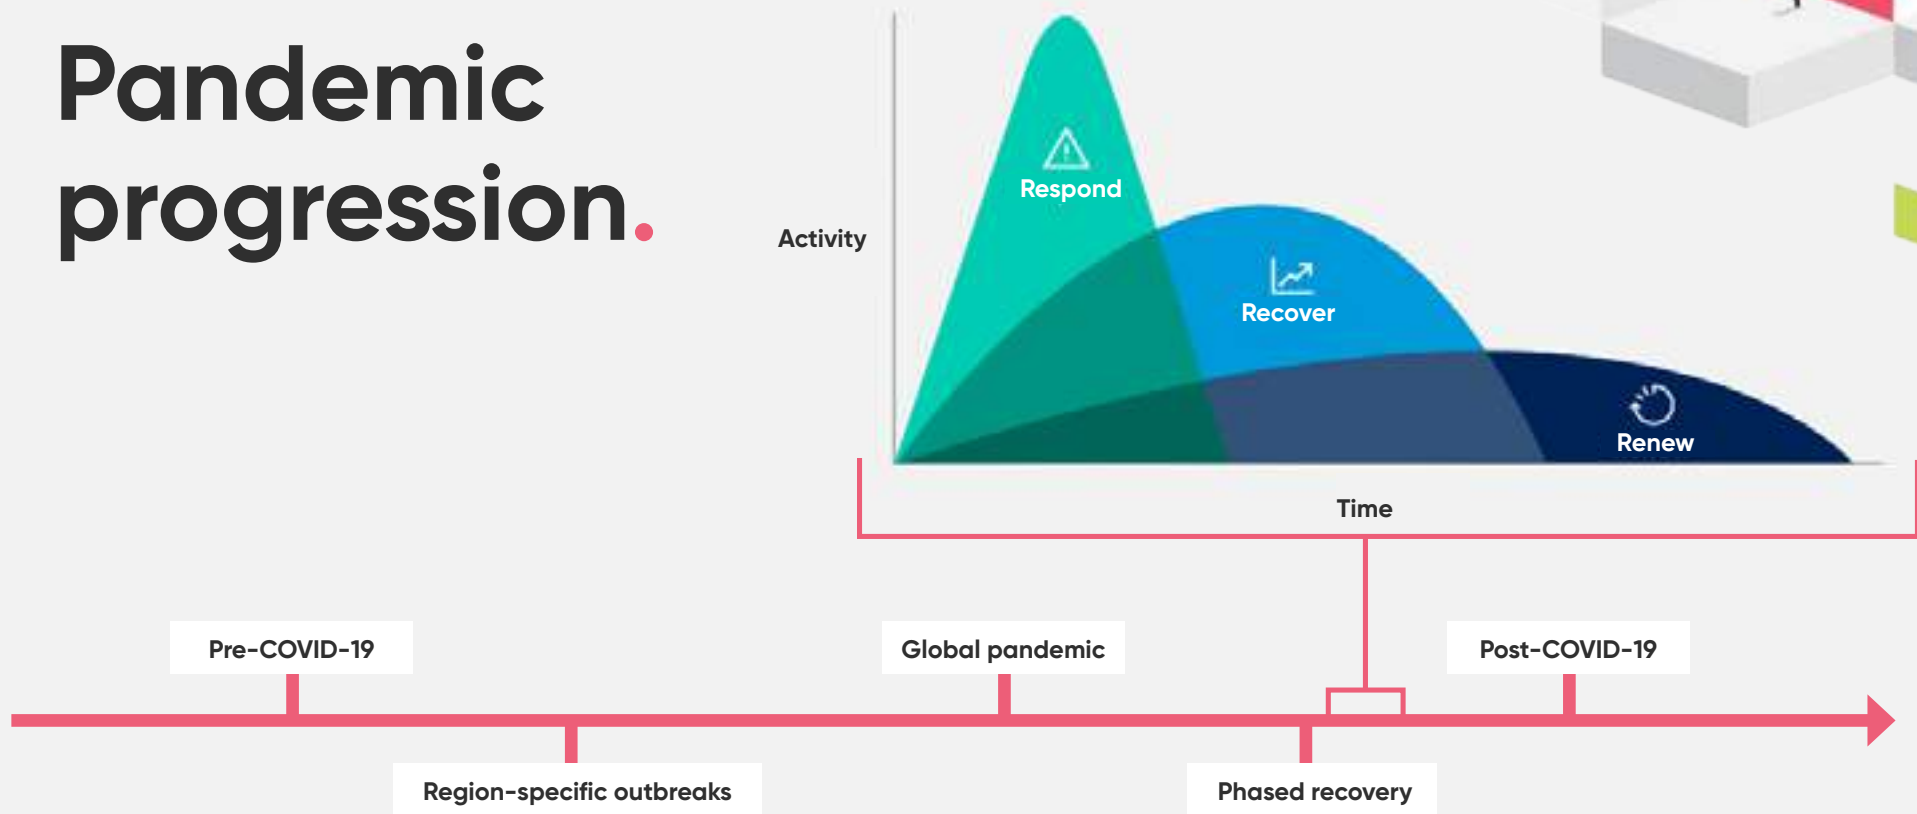 Pandemic
progression.
Respond
Activity
Recover
Renew
Time
Pre-COVID-19
Global pandemic
Post-COVID-19
Region-specific outbreaks
Phased recovery